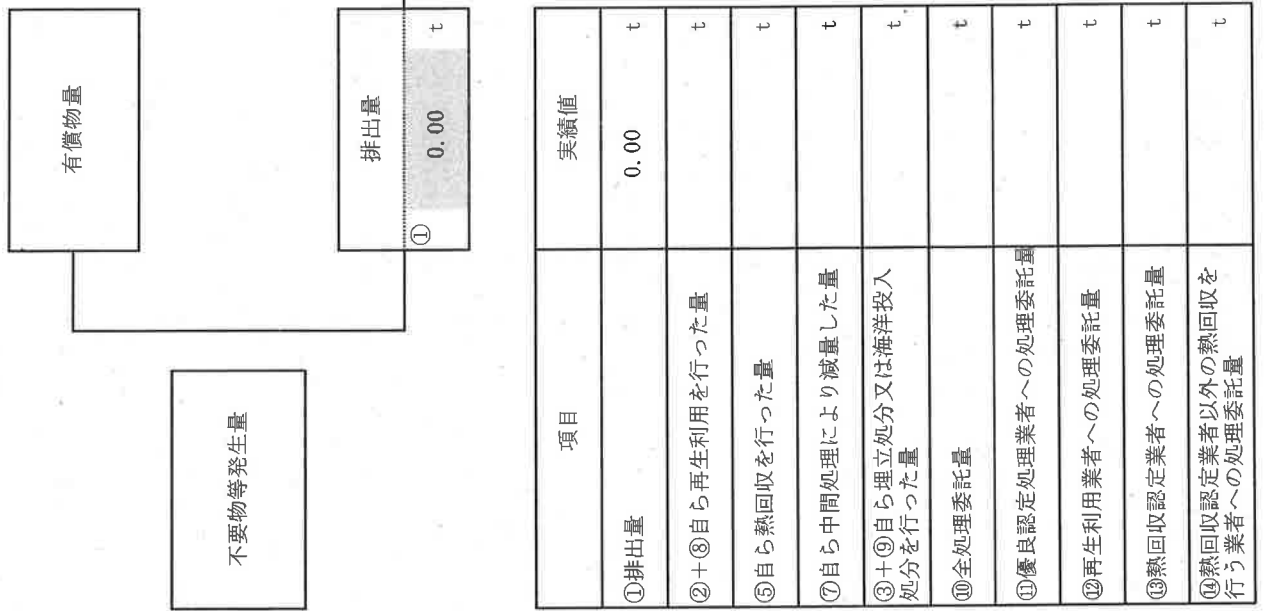 不要物等発生量
有償物量
排出量
① 0.00 t
項目 実績値
①排出量 0.00 t
②+⑧自ら再生利用を行った量 t
⑤自ら熱回収を行った量 t
⑦自ら中間処理により減量した量 t
③+⑨自ら埋立処分又は海洋投入
処分を行った量 t
⑩全処理委託量 t
⑪優良認定処理業者への処理委託量 t
⑫再生利用業者への処理委託量 t
⑬熱回収認定業者への処理委託量 t
⑭熱回収認定業者以外の熱回収を
行う業者への処理委託量 t